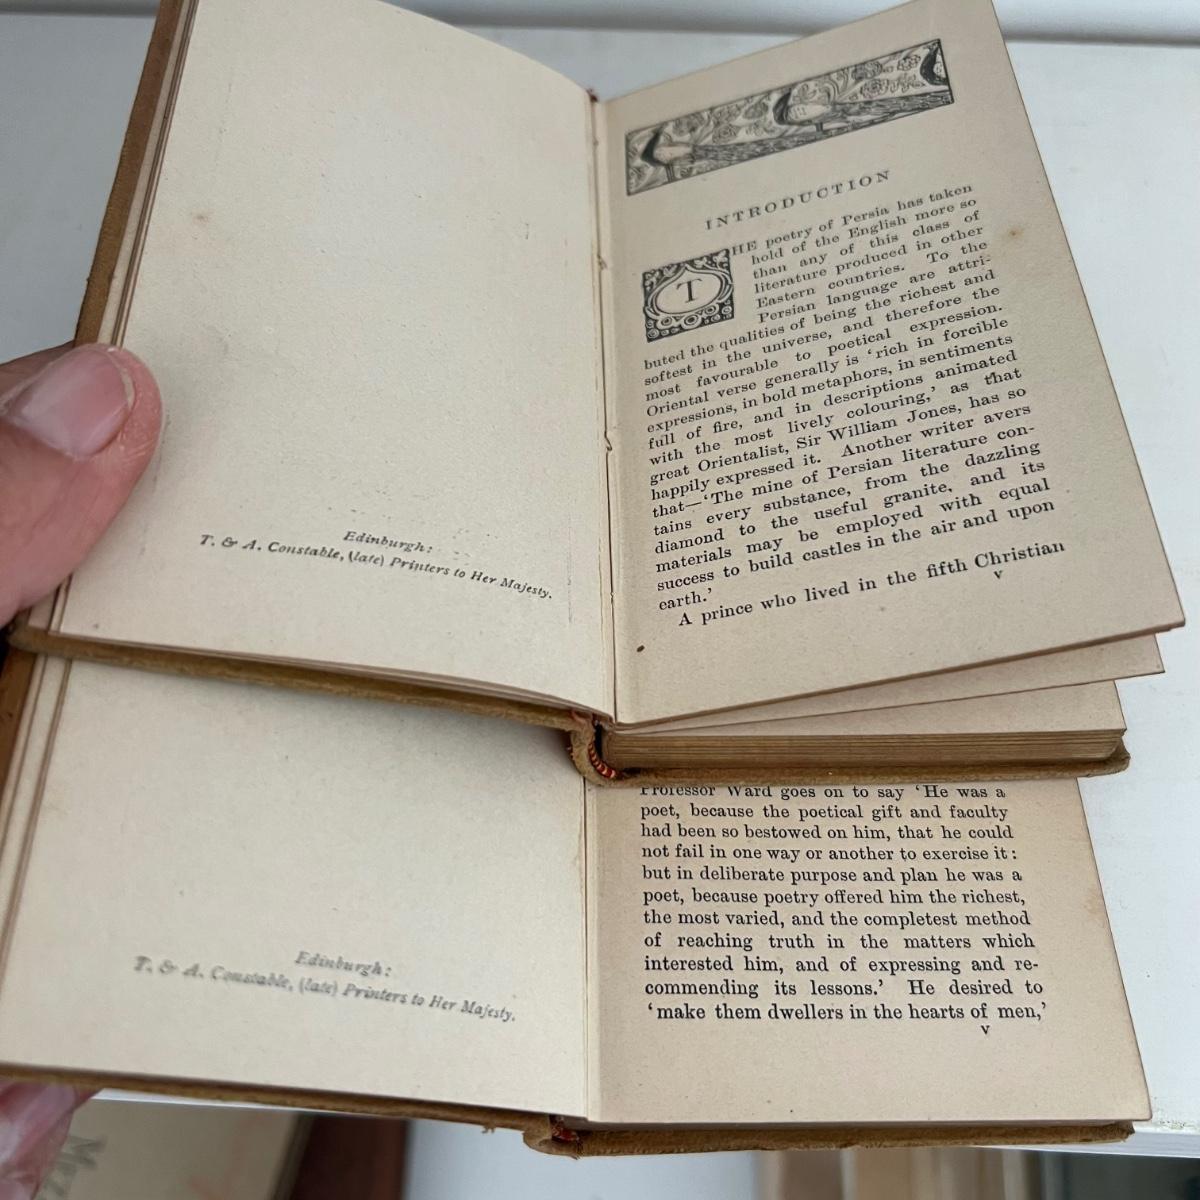 Edinburgh:
T. & A. Constable, (late) Printers to Her Majesty.
INTRODUCTION
THE poetry of Persia has taken
hold of the English more so
than any of this class of
literature produced in other
Eastern countries. To the
Persian language are attri-
buted the qualities of being the richest and
softest in the universe, and therefore the
most favourable to poetical expression.
Oriental verse generally is ‘rich in forcible
expressions, in bold metaphors, in sentiments
full of fire, and in descriptions animated
with the most lively colouring,’ as that
great Orientalist, Sir William Jones, has so
happily expressed it. Another writer avers
that—‘The mine of Persian literature con-
tains every substance, from the dazzling
diamond to the useful granite, and its
materials may be employed with equal
success to build castles in the air and upon
earth.’
A prince who lived in the fifth Christian
v
Edinburgh:
T. & A. Constable, (late) Printers to Her Majesty.
Professor Ward goes on to say ‘He was a
poet, because the poetical gift and faculty
had been so bestowed on him, that he could
not fail in one way or another to exercise it:
but in deliberate purpose and plan he was a
poet, because poetry offered him the richest,
the most varied, and the completest method
of reaching truth in the matters which
interested him, and of expressing and re-
commending its lessons.’ He desired to
‘make them dwellers in the hearts of men,’
v